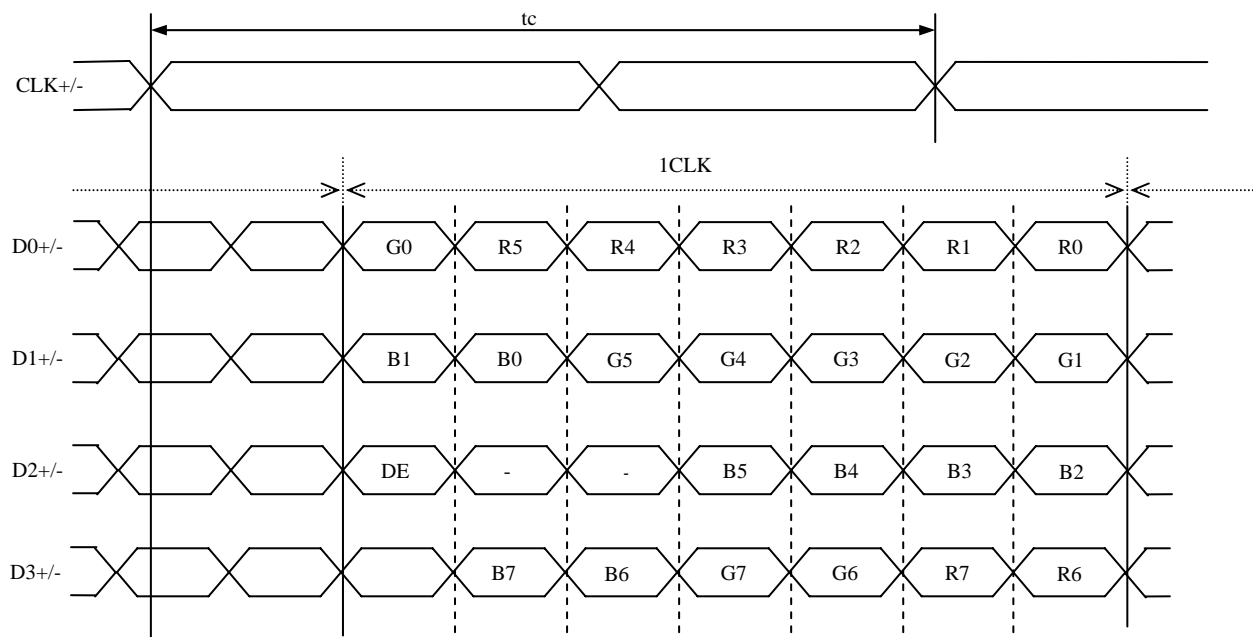 tc
CLK+/-
1CLK
D0+/- G0 R5 R4 R3 R2 R1 R0
D1+/- B1 B0 G5 G4 G3 G2 G1
D2+/- DE - - B5 B4 B3 B2
D3+/- B7 B6 G7 G6 R7 R6